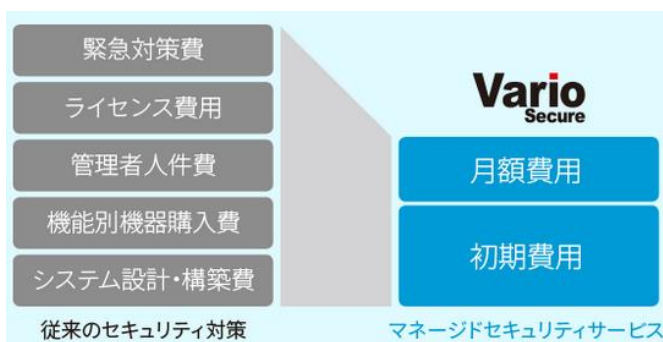 緊急対策費
ライセンス費用
管理者人件費
機能別機器購入費
システム設計・構築費
従来のセキュリティ対策
Vario
Secure
月額費用
初期費用
マネージドセキュリティサービス